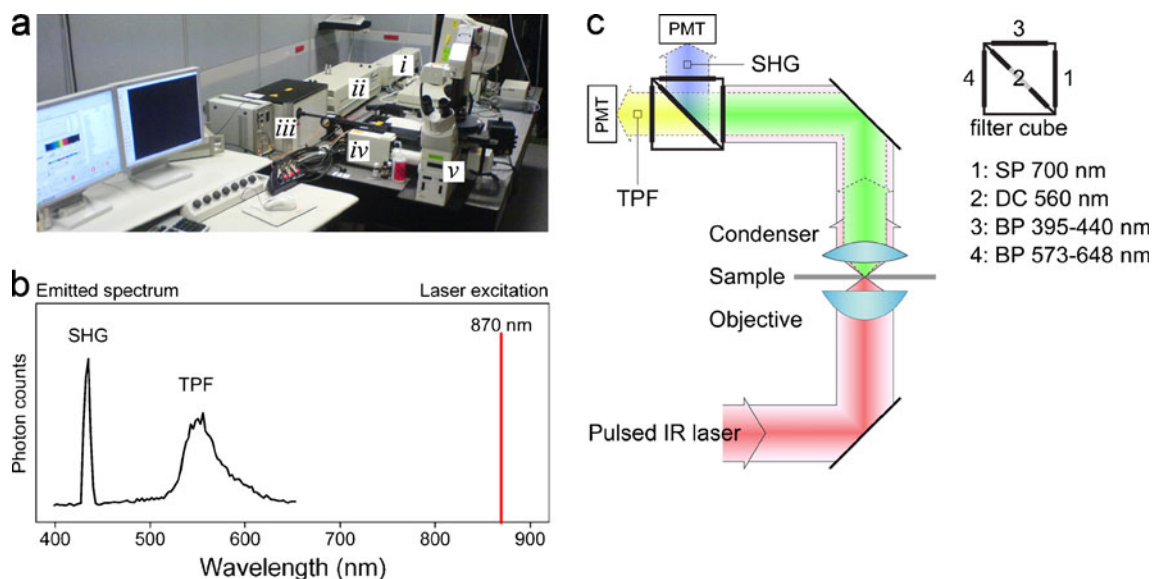 a
i
ii
iii
iv
v
b
Emitted spectrum
Laser excitation
870 nm
SHG
TPF
Photon counts
400 500 600 700 800 900
Wavelength (nm)
c
PMT
SHG
PMT
TPF
Condenser
Sample
Objective
Pulsed IR laser
3
4 2 1
filter cube
1: SP 700 nm
2: DC 560 nm
3: BP 395-440 nm
4: BP 573-648 nm